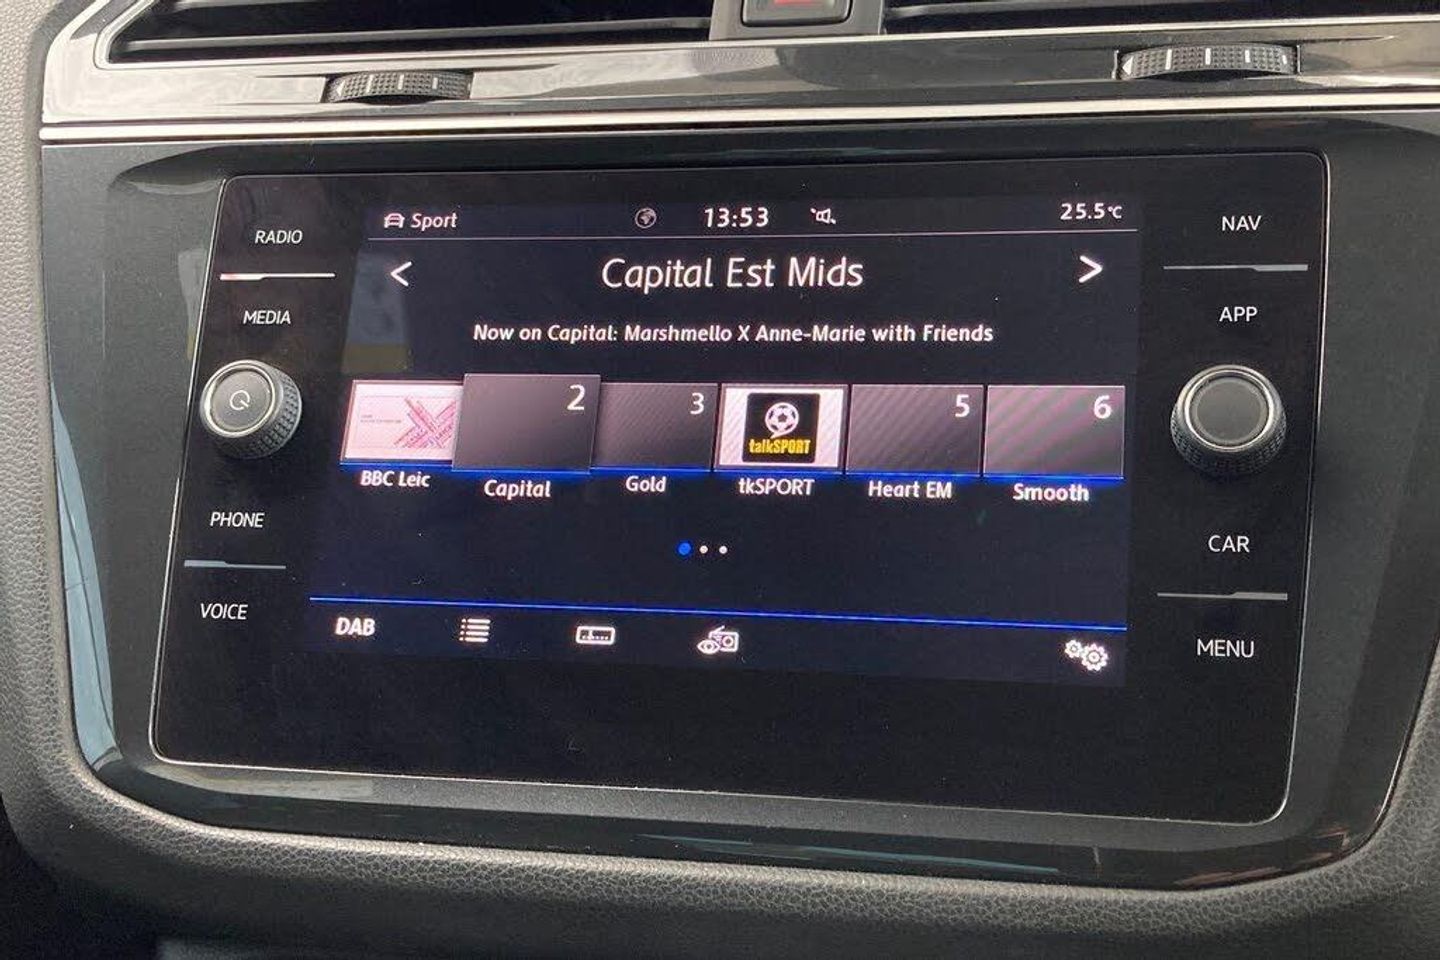 Sport 13:53 25.5°C
Capital Est Mids
Now on Capital: Marshmello X Anne-Marie with Friends
2 3 5 6
talkSPORT
BBC Leic Capital Gold tkSPORT Heart EM Smooth
DAB
RADIO
MEDIA
PHONE
VOICE
NAV
APP
CAR
MENU